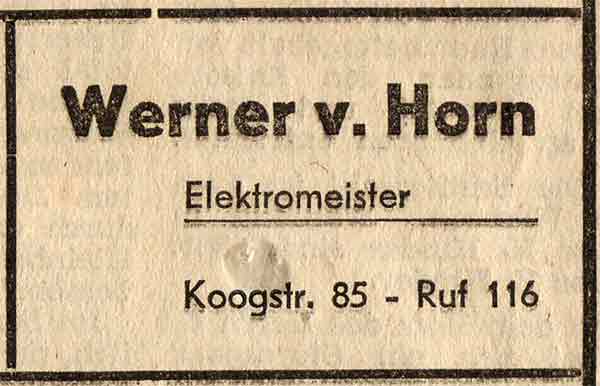 Werner v. Horn
Elektromeister
Koogstr. 85 - Ruf 116